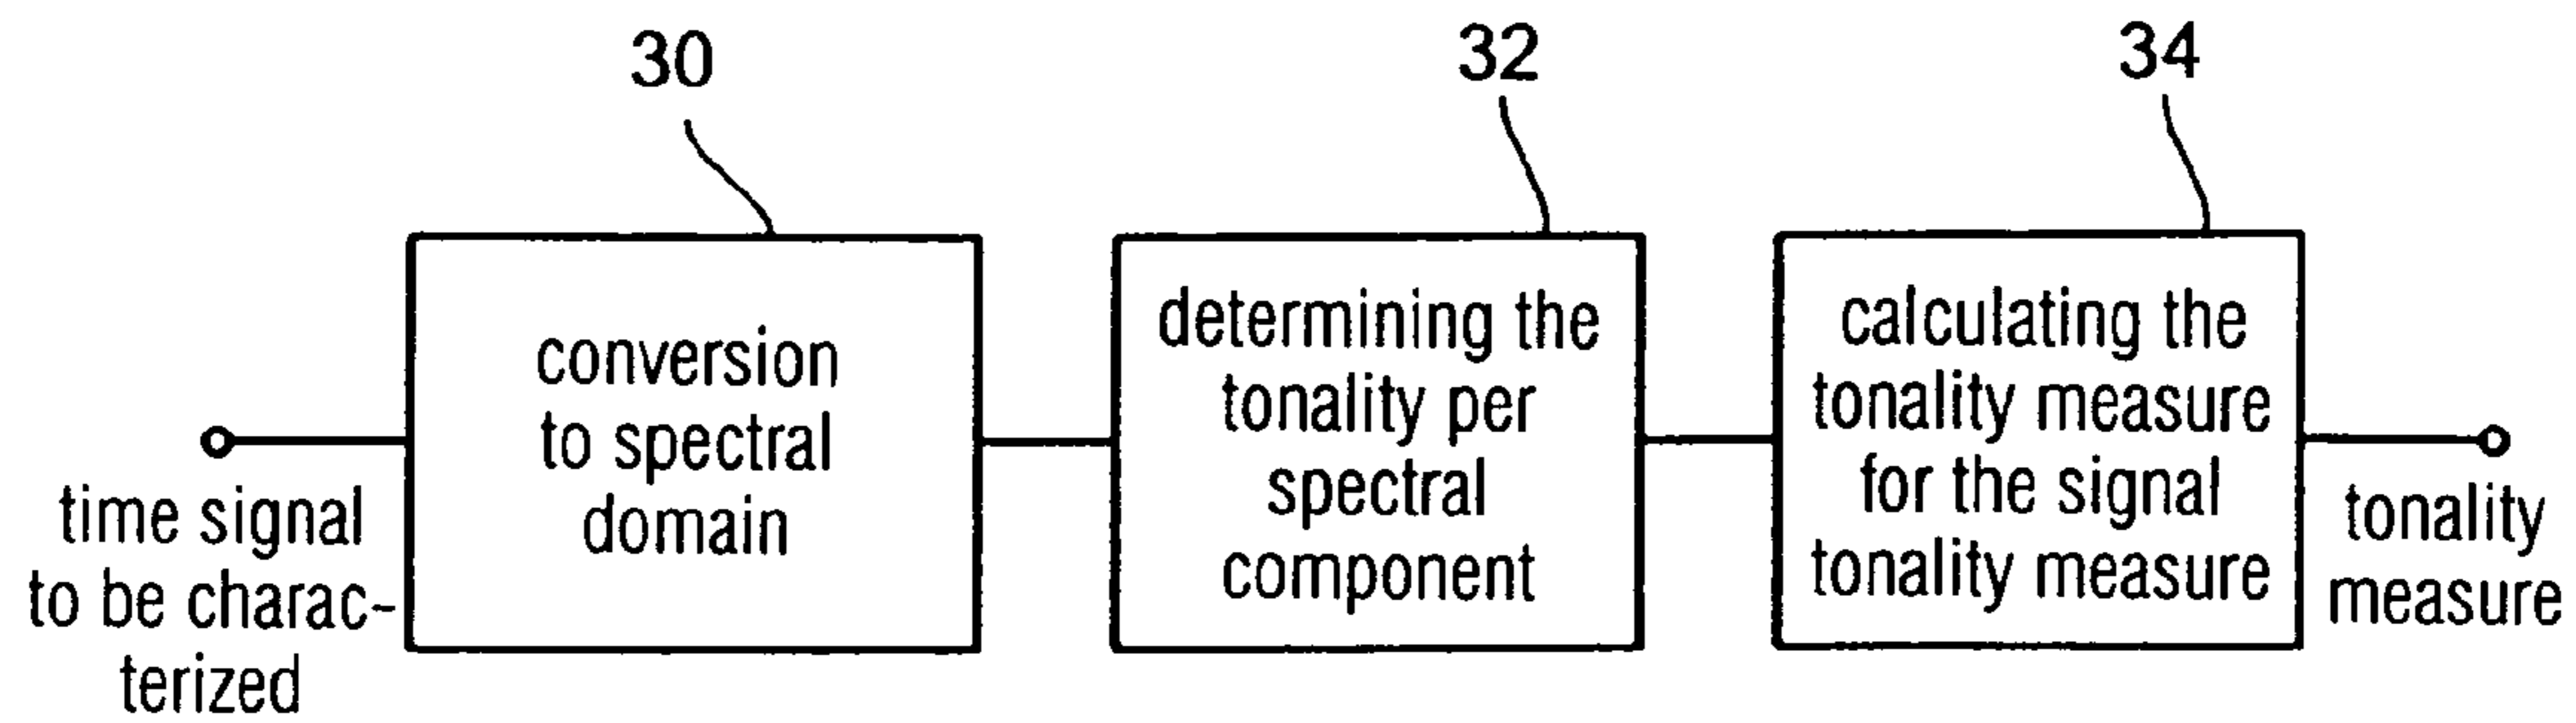 30
32
34
time signal
to be charac-
terized
conversion
to spectral
domain
determining the
tonality per
spectral
component
calculating the
tonality measure
for the signal
tonality measure
tonality
measure